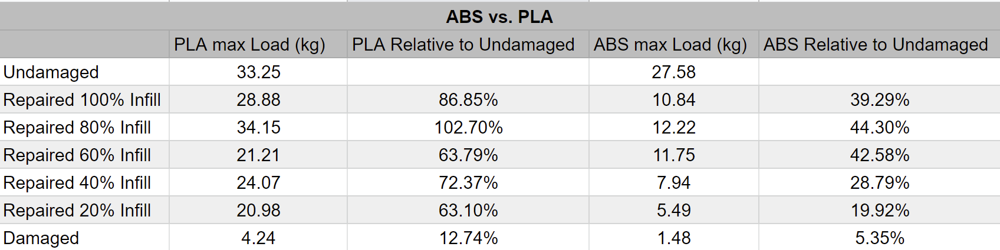 ABS vs. PLA
PLA max Load (kg) PLA Relative to Undamaged ABS max Load (kg) ABS Relative to Undamaged
Undamaged 33.25 27.58
Repaired 100% Infill 28.88 86.85% 10.84 39.29%
Repaired 80% Infill 34.15 102.70% 12.22 44.30%
Repaired 60% Infill 21.21 63.79% 11.75 42.58%
Repaired 40% Infill 24.07 72.37% 7.94 28.79%
Repaired 20% Infill 20.98 63.10% 5.49 19.92%
Damaged 4.24 12.74% 1.48 5.35%